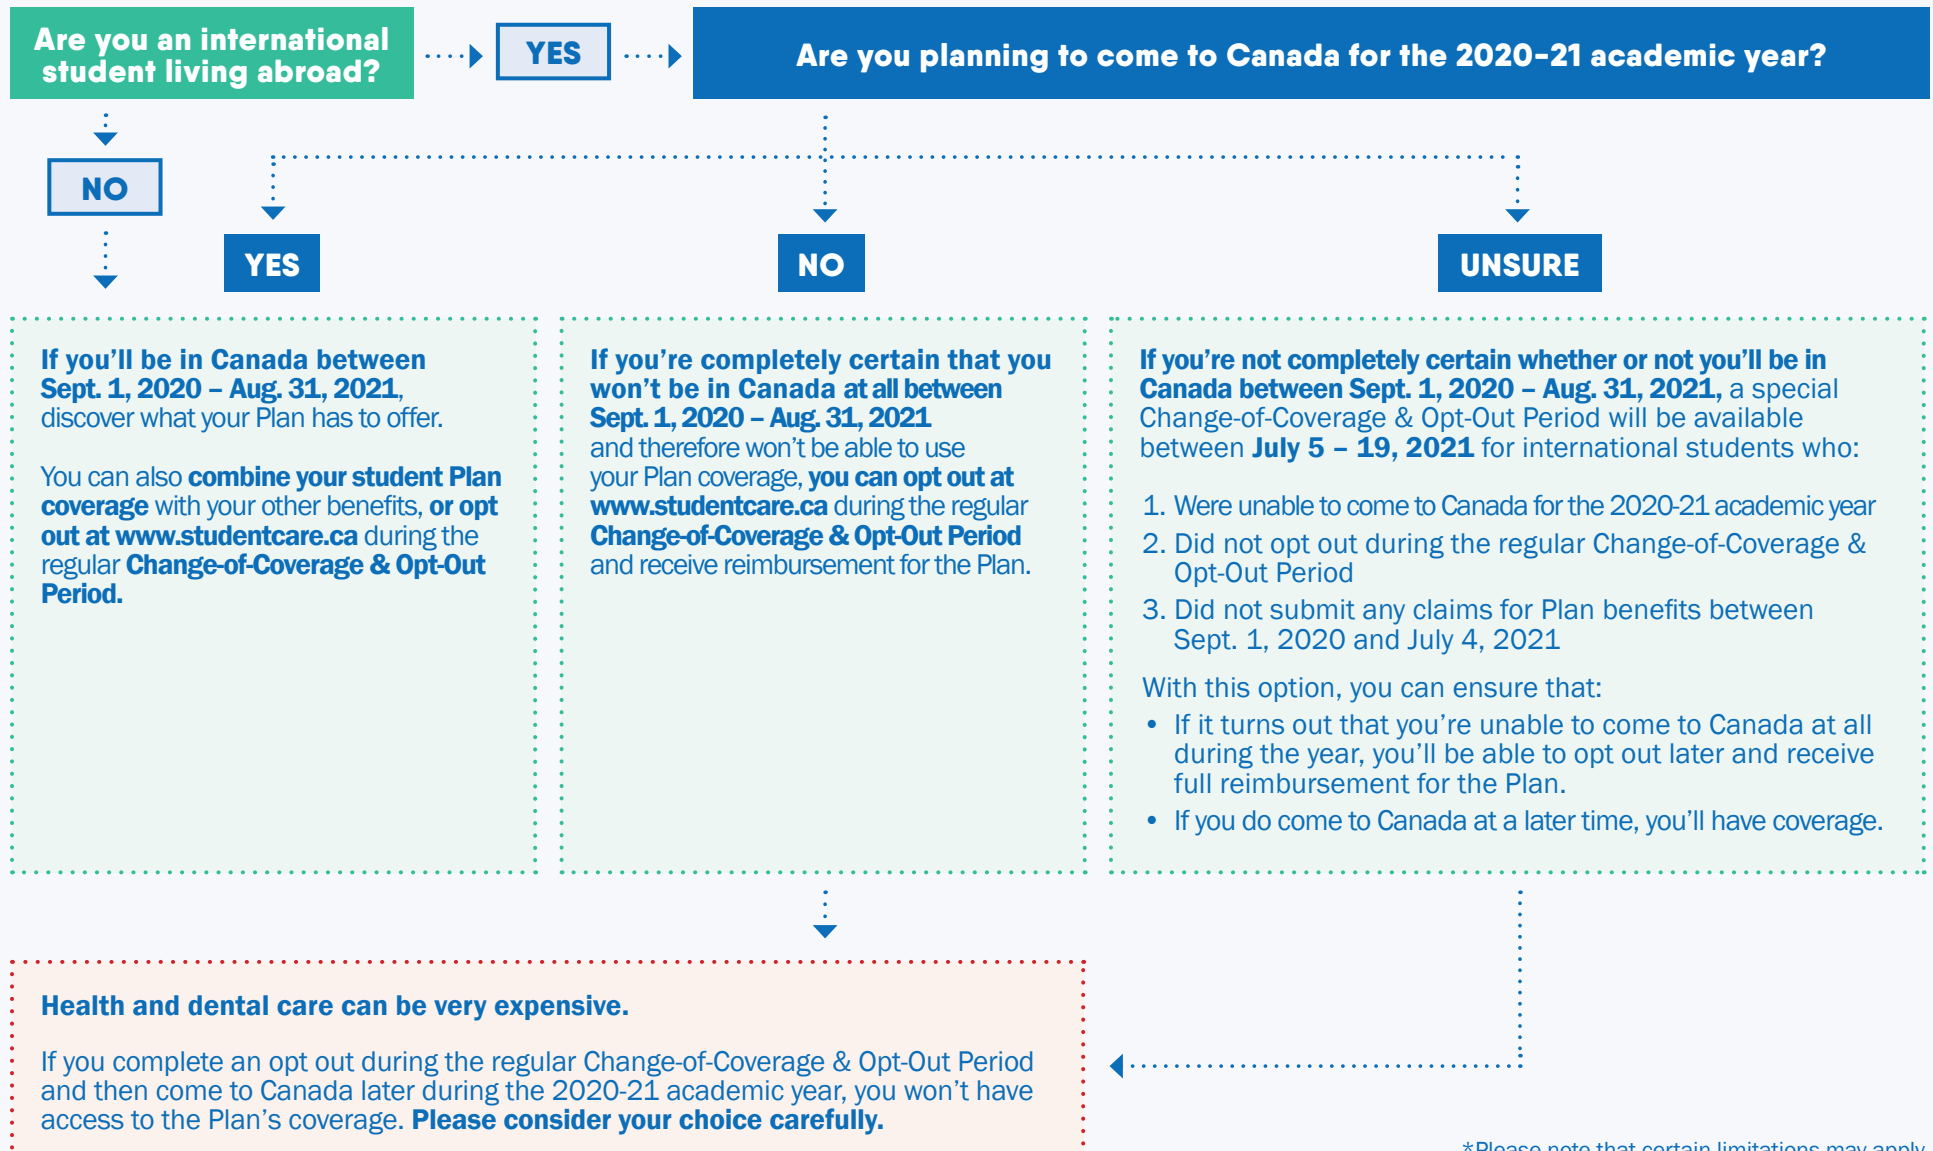 Are you an international
student living abroad?
YES
Are you planning to come to Canada for the 2020-21 academic year?
NO
YES
NO
UNSURE
If you'll be in Canada between
Sept. 1, 2020 – Aug. 31, 2021,
discover what your Plan has to offer.
You can also combine your student Plan
coverage with your other benefits, or opt
out at www.studentcare.ca during the
regular Change-of-Coverage & Opt-Out
Period.
If you're completely certain that you
won't be in Canada at all between
Sept. 1, 2020 – Aug. 31, 2021
and therefore won't be able to use
your Plan coverage, you can opt out at
www.studentcare.ca during the regular
Change-of-Coverage & Opt-Out Period
and receive reimbursement for the Plan.
If you're not completely certain whether or not you'll be in
Canada between Sept. 1, 2020 – Aug. 31, 2021, a special
Change-of-Coverage & Opt-Out Period will be available
between July 5 – 19, 2021 for international students who:
1. Were unable to come to Canada for the 2020-21 academic year
2. Did not opt out during the regular Change-of-Coverage &
Opt-Out Period
3. Did not submit any claims for Plan benefits between
Sept. 1, 2020 and July 4, 2021
With this option, you can ensure that:
• If it turns out that you're unable to come to Canada at all
during the year, you'll be able to opt out later and receive
full reimbursement for the Plan.
• If you do come to Canada at a later time, you'll have coverage.
Health and dental care can be very expensive.
If you complete an opt out during the regular Change-of-Coverage & Opt-Out Period
and then come to Canada later during the 2020-21 academic year, you won't have
access to the Plan's coverage. Please consider your choice carefully.
*Please note that certain limitations may apply